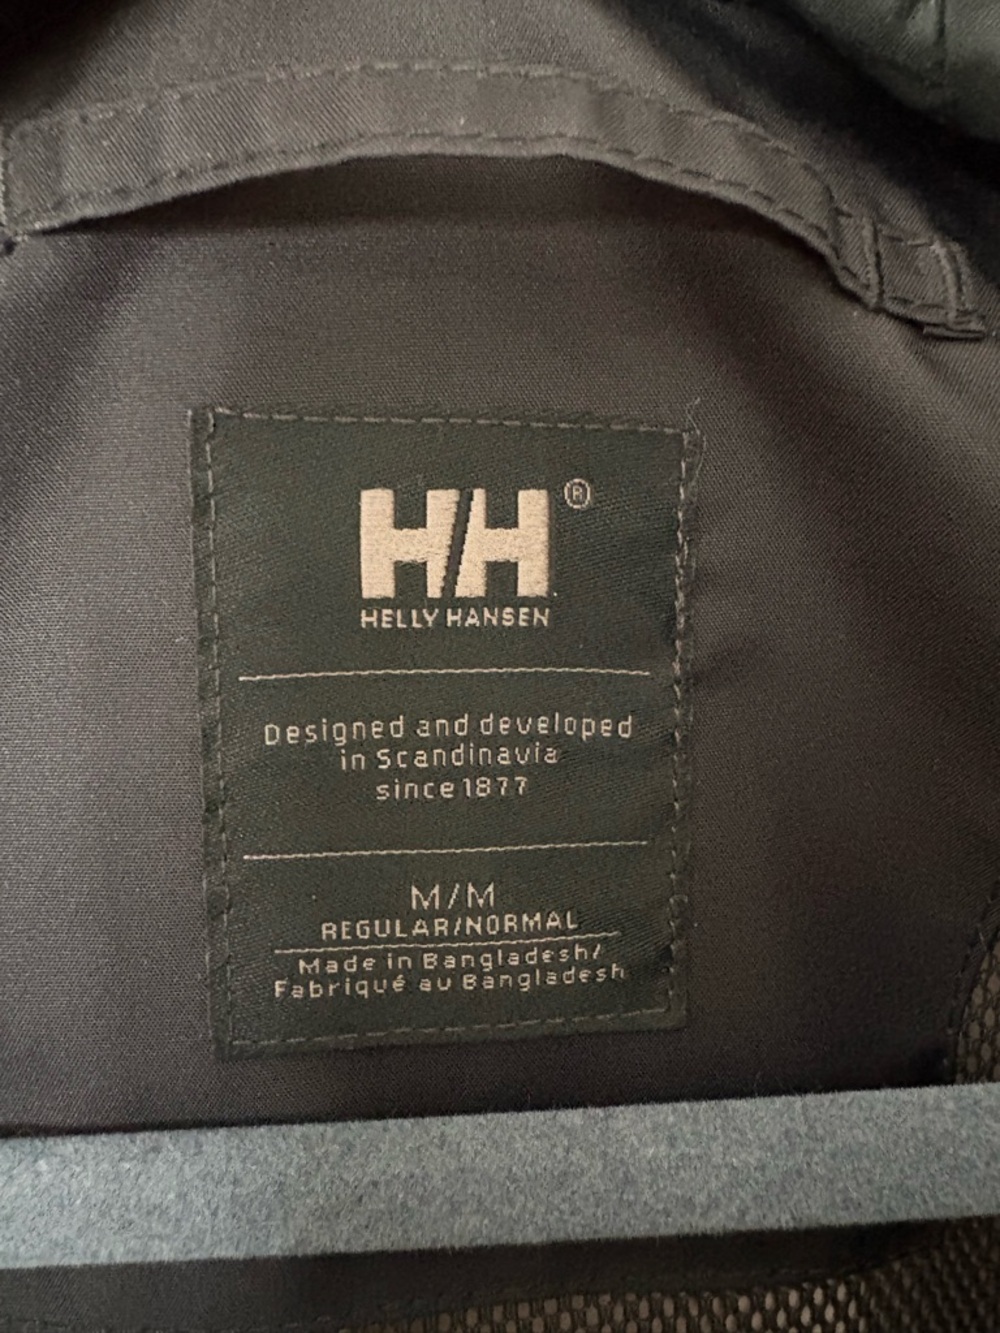 HH®
HELLY HANSEN
Designed and developed
in Scandinavia
since 1877
M/M
REGULAR/NORMAL
Made in Bangladesh/
Fabriqué au Bangladesh